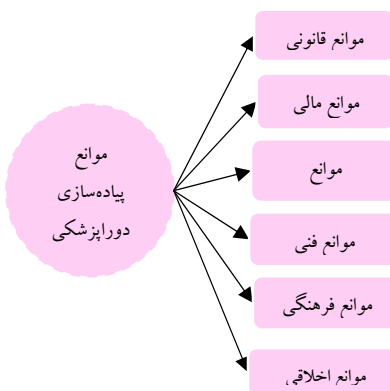 موانع
پیاده‌سازی
دوراپزشکی
موانع قانونی
موانع مالی
موانع
موانع فنی
موانع فرهنگی
موانع اخلاقی